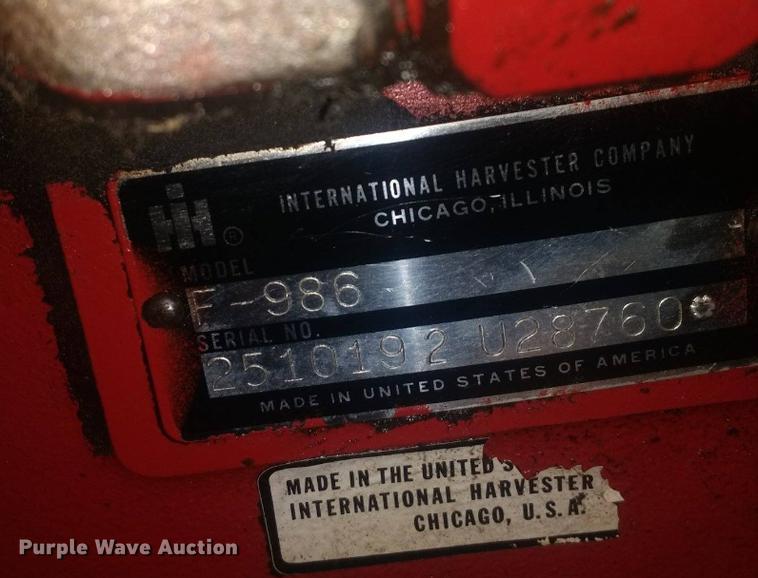 INTERNATIONAL HARVESTER COMPANY
CHICAGO, ILLINOIS
IH ®
MODEL
F-986
SERIAL NO.
2510192 U28760
MADE IN UNITED STATES OF AMERICA
MADE IN THE UNITED S
INTERNATIONAL HARVESTER
CHICAGO, U.S.A.
Purple Wave Auction